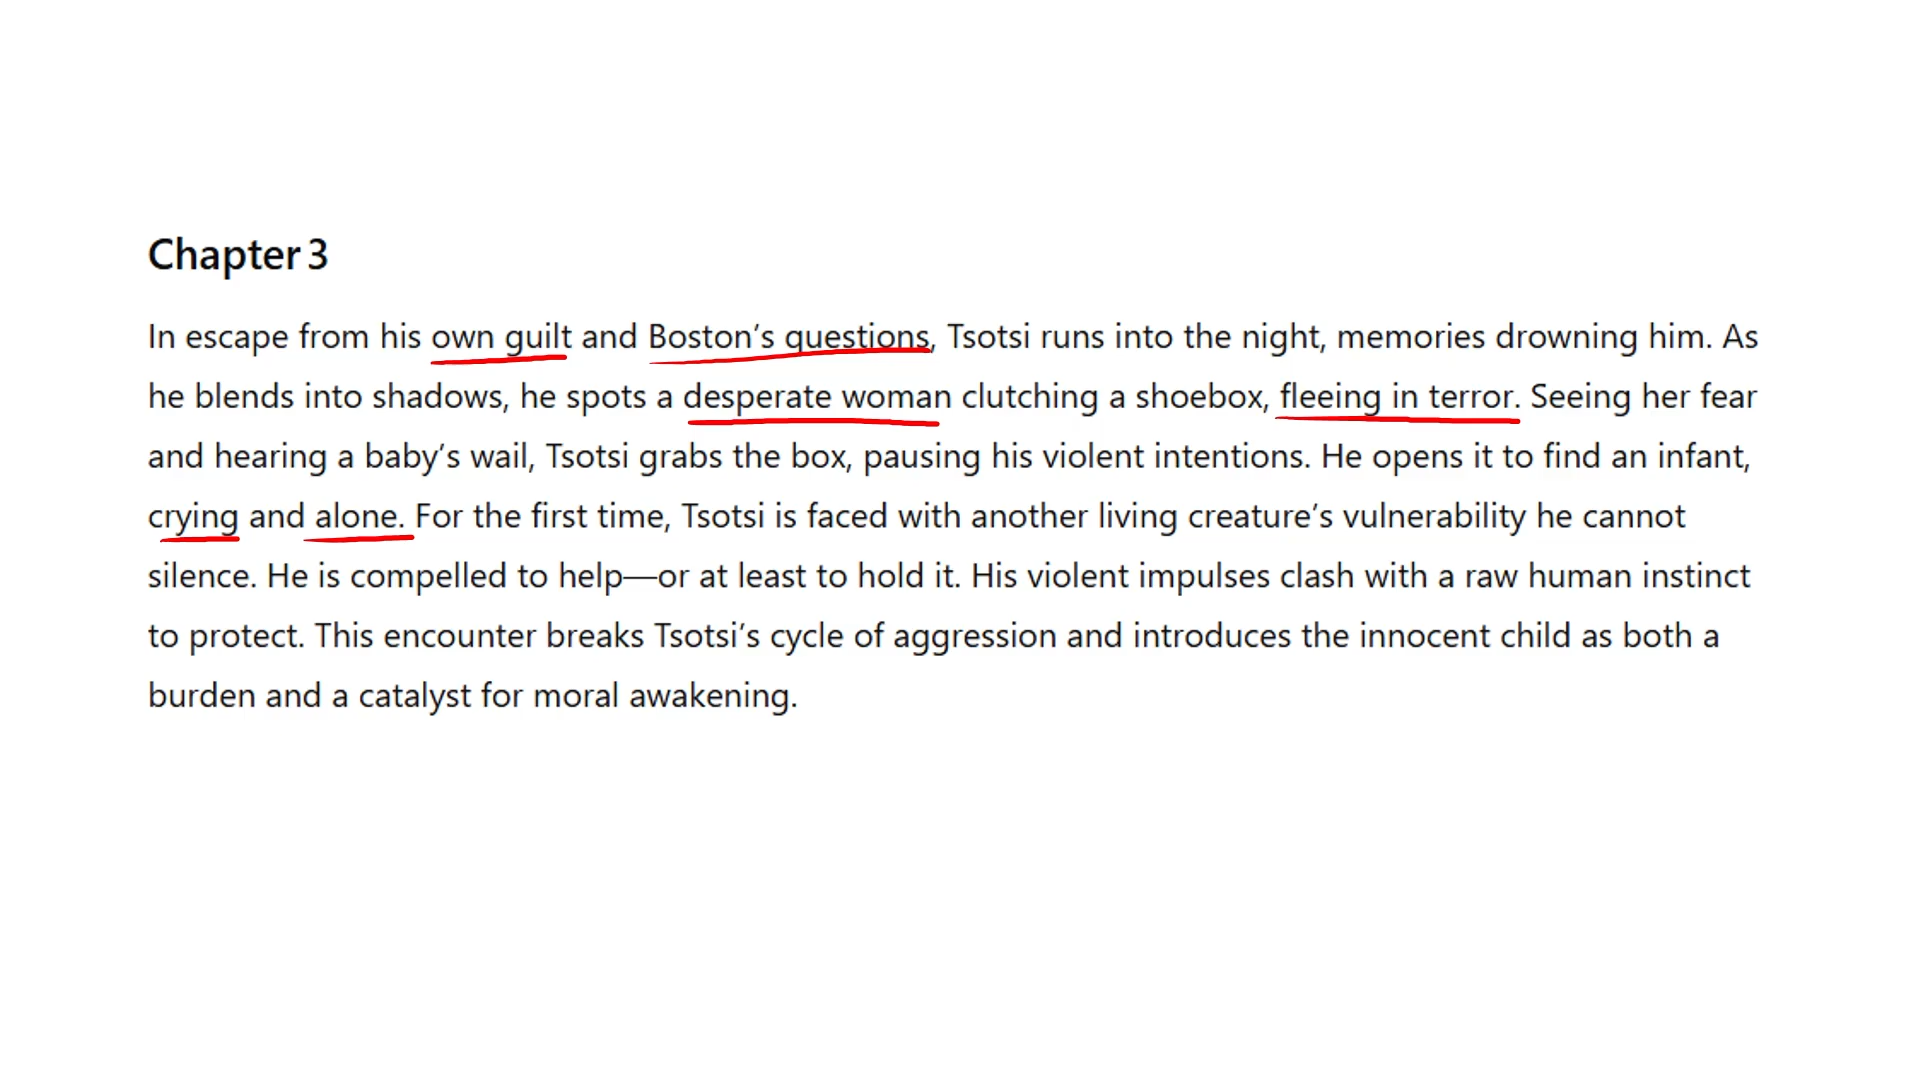 Chapter 3
In escape from his own guilt and Boston’s questions, Tsotsi runs into the night, memories drowning him. As
he blends into shadows, he spots a desperate woman clutching a shoebox, fleeing in terror. Seeing her fear
and hearing a baby’s wail, Tsotsi grabs the box, pausing his violent intentions. He opens it to find an infant,
crying and alone. For the first time, Tsotsi is faced with another living creature’s vulnerability he cannot
silence. He is compelled to help—or at least to hold it. His violent impulses clash with a raw human instinct
to protect. This encounter breaks Tsotsi’s cycle of aggression and introduces the innocent child as both a
burden and a catalyst for moral awakening.